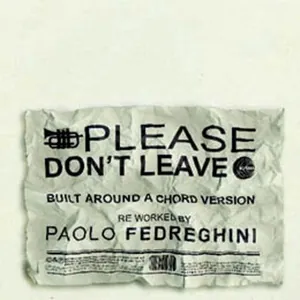 PLEASE
DON'T LEAVE
BUILT AROUND A CHORD VERSION
RE WORKED BY
PAOLO FEDREGHINI